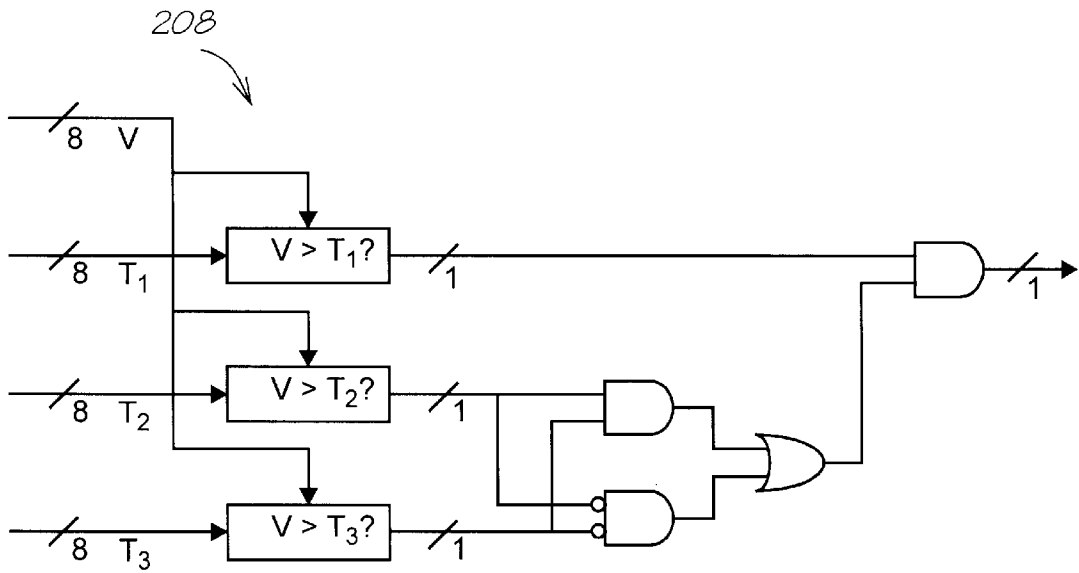 208
8 V
8 T1 V > T1? 1 1
8 T2 V > T2? 1
8 T3 V > T3? 1